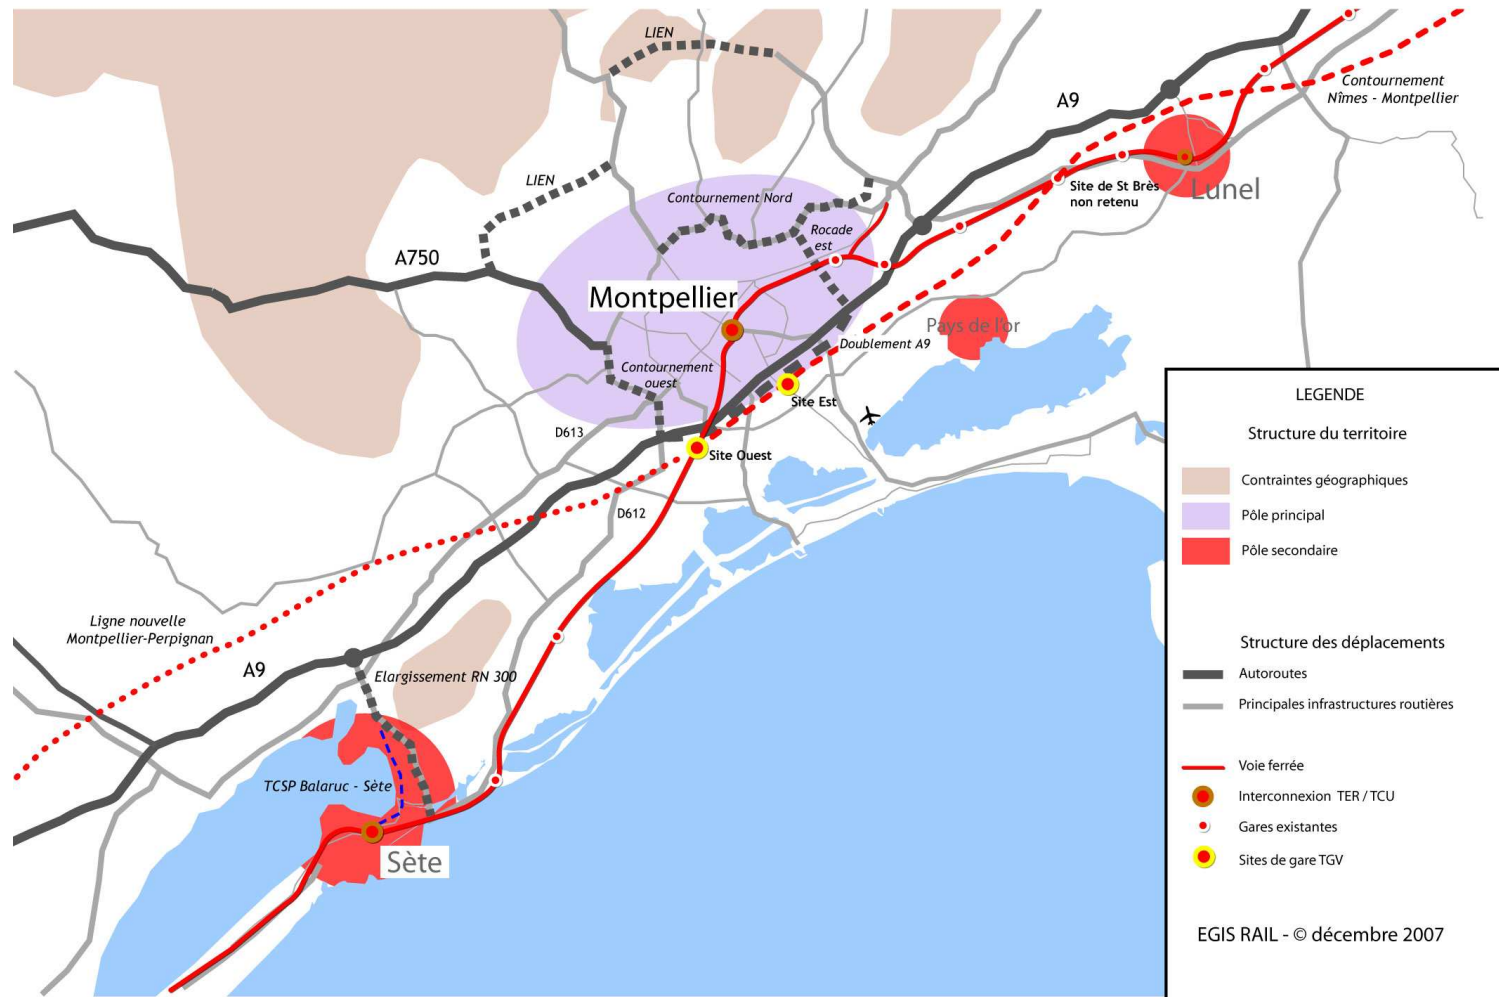 LIEN
A9
Contournement
Nîmes - Montpellier
LIEN
Contournement Nord
Site de St Brès
non retenu
Lunel
Rocade
est
A750
Montpellier
Pays de l'or
Doublement A9
Contournement
ouest
Site Est
D613
Site Ouest
D612
Ligne nouvelle
Montpellier-Perpignan
A9
Elargissement RN 300
TCSP Balaruc - Sète
Sète
LEGENDE
Structure du territoire
Contraintes géographiques
Pôle principal
Pôle secondaire
Structure des déplacements
Autoroutes
Principales infrastructures routières
Voie ferrée
Interconnexion TER / TCU
Gares existantes
Sites de gare TGV
EGIS RAIL - © décembre 2007